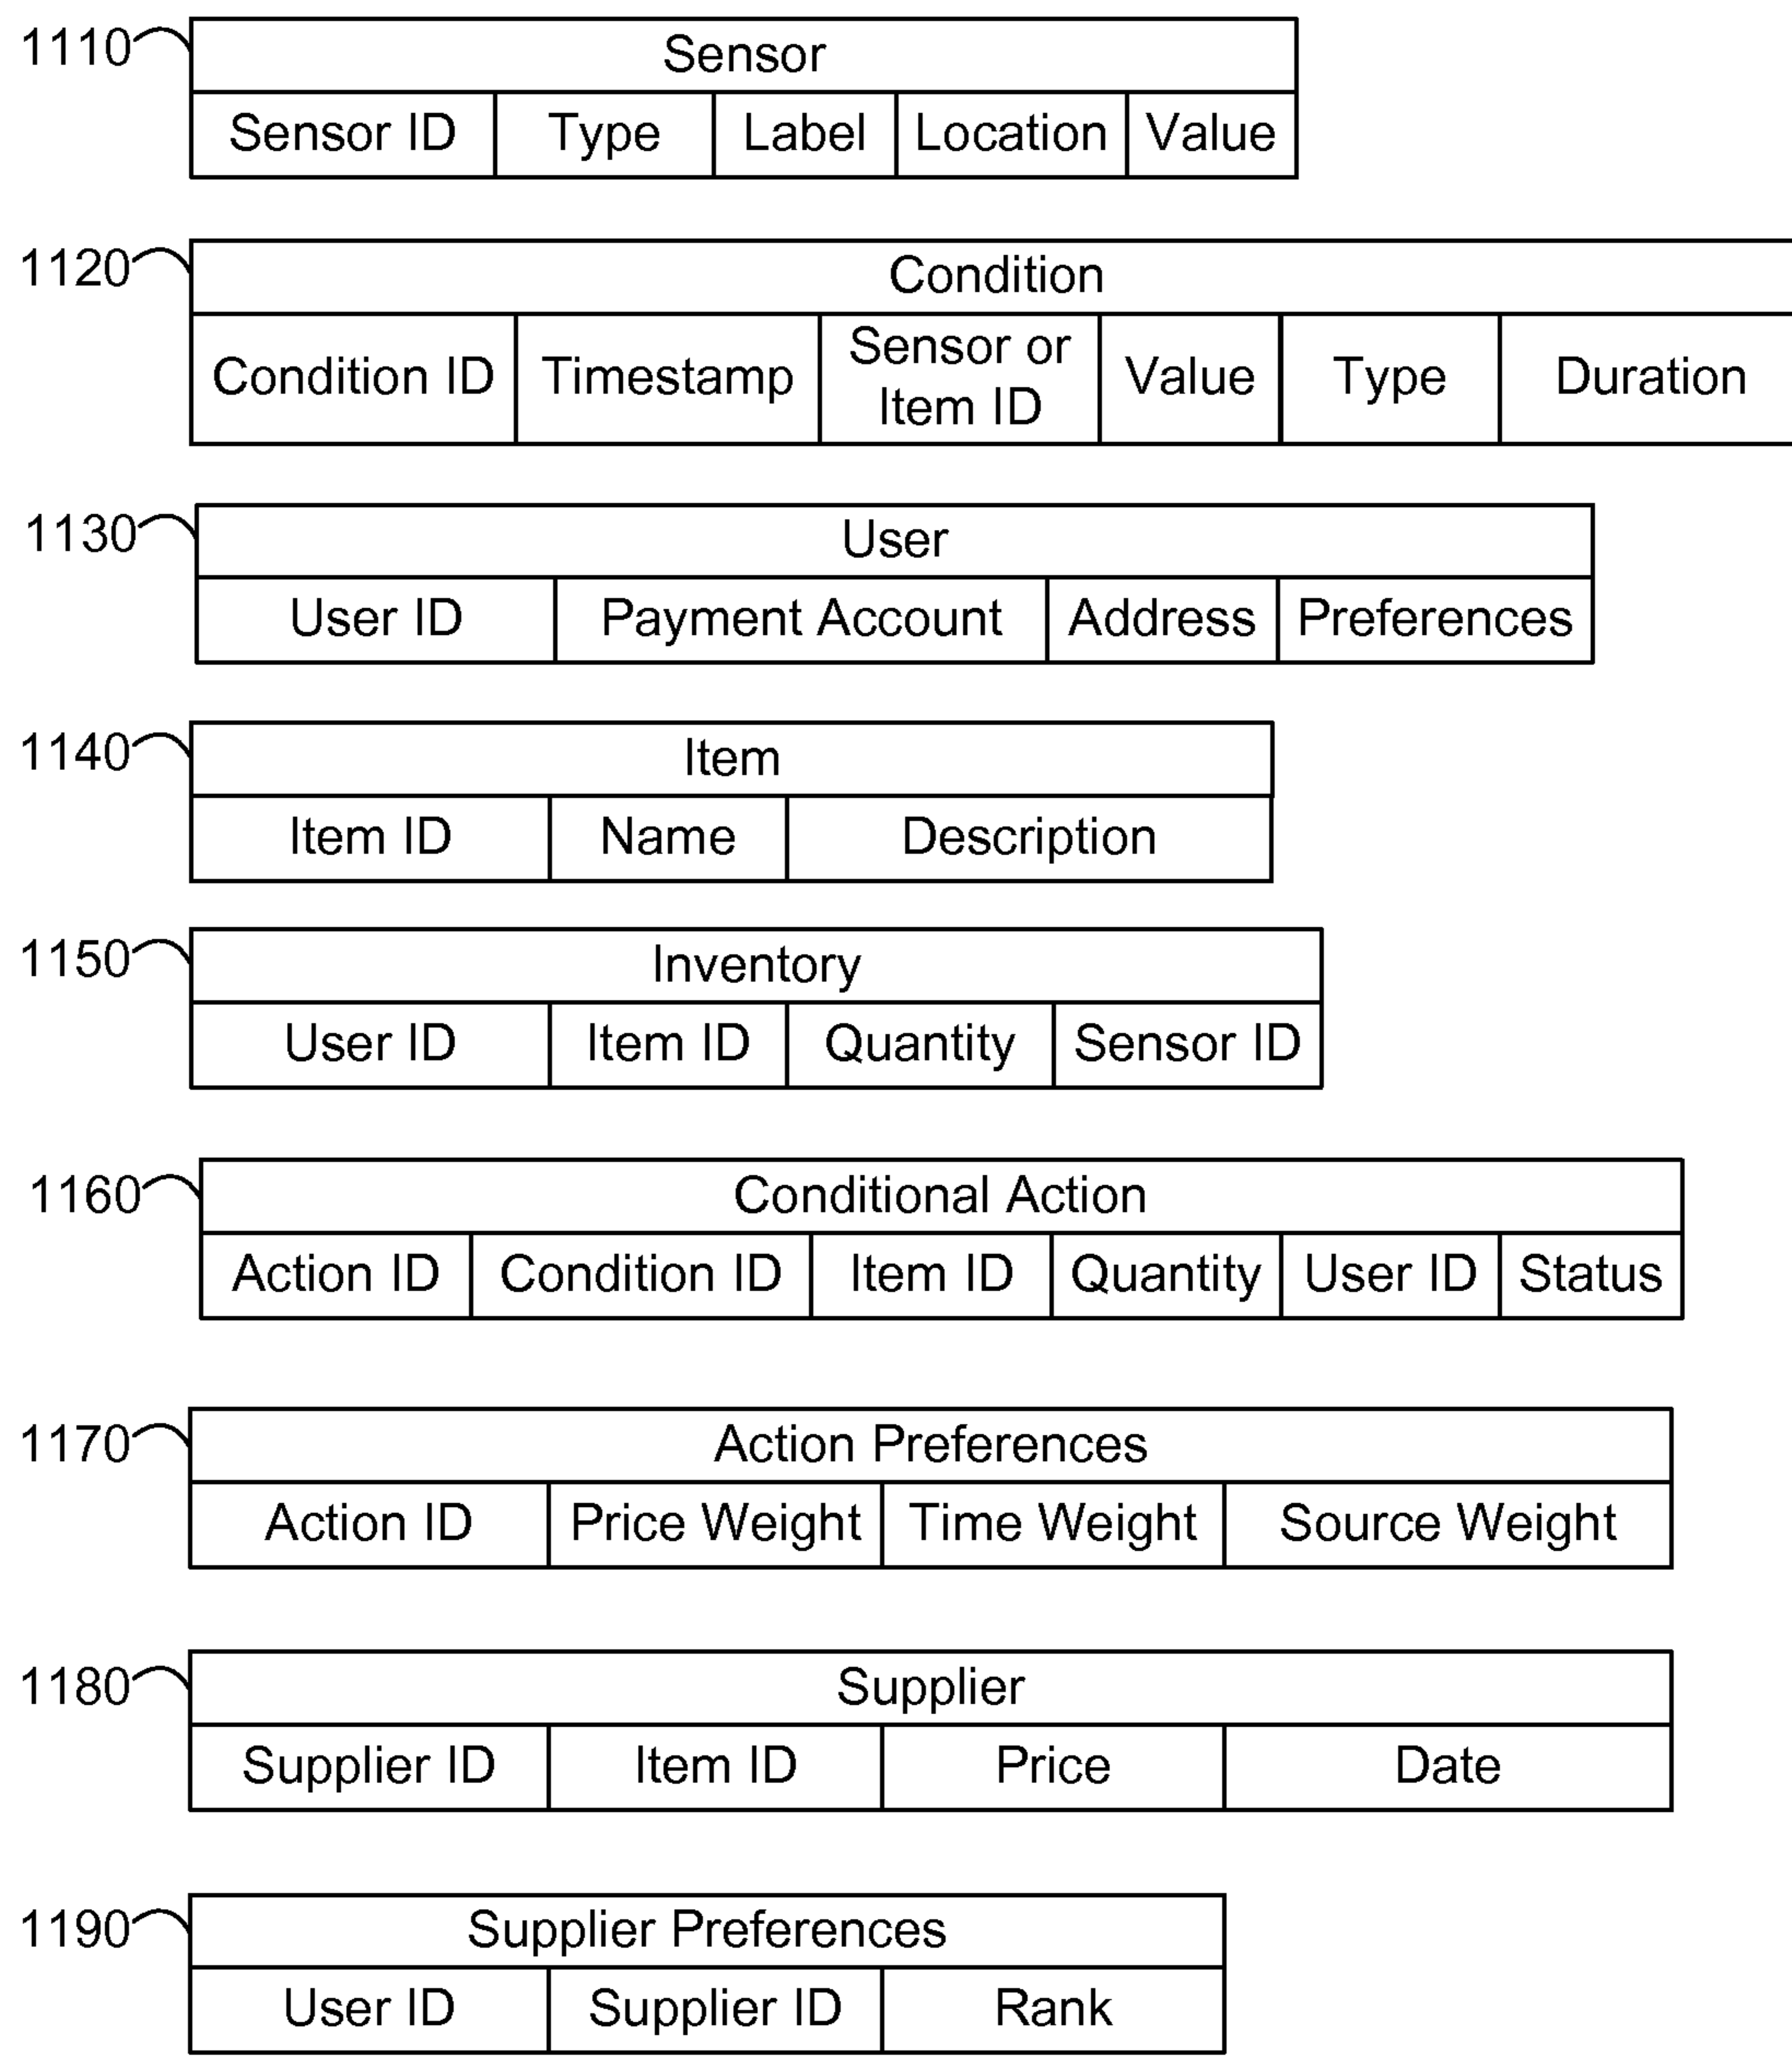 1110
Sensor
Sensor ID Type Label Location Value
1120
Condition
Condition ID Timestamp Sensor or Item ID Value Type Duration
1130
User
User ID Payment Account Address Preferences
1140
Item
Item ID Name Description
1150
Inventory
User ID Item ID Quantity Sensor ID
1160
Conditional Action
Action ID Condition ID Item ID Quantity User ID Status
1170
Action Preferences
Action ID Price Weight Time Weight Source Weight
1180
Supplier
Supplier ID Item ID Price Date
1190
Supplier Preferences
User ID Supplier ID Rank